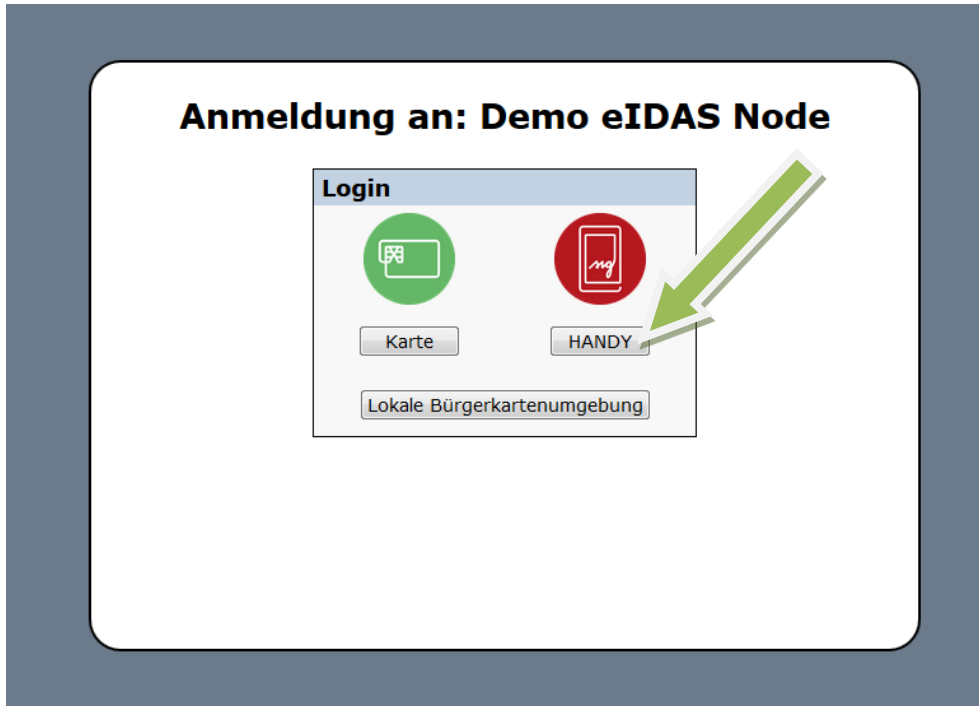 Anmeldung an: Demo eIDAS Node
Login
Karte
HANDY
Lokale Bürgerkartenumgebung